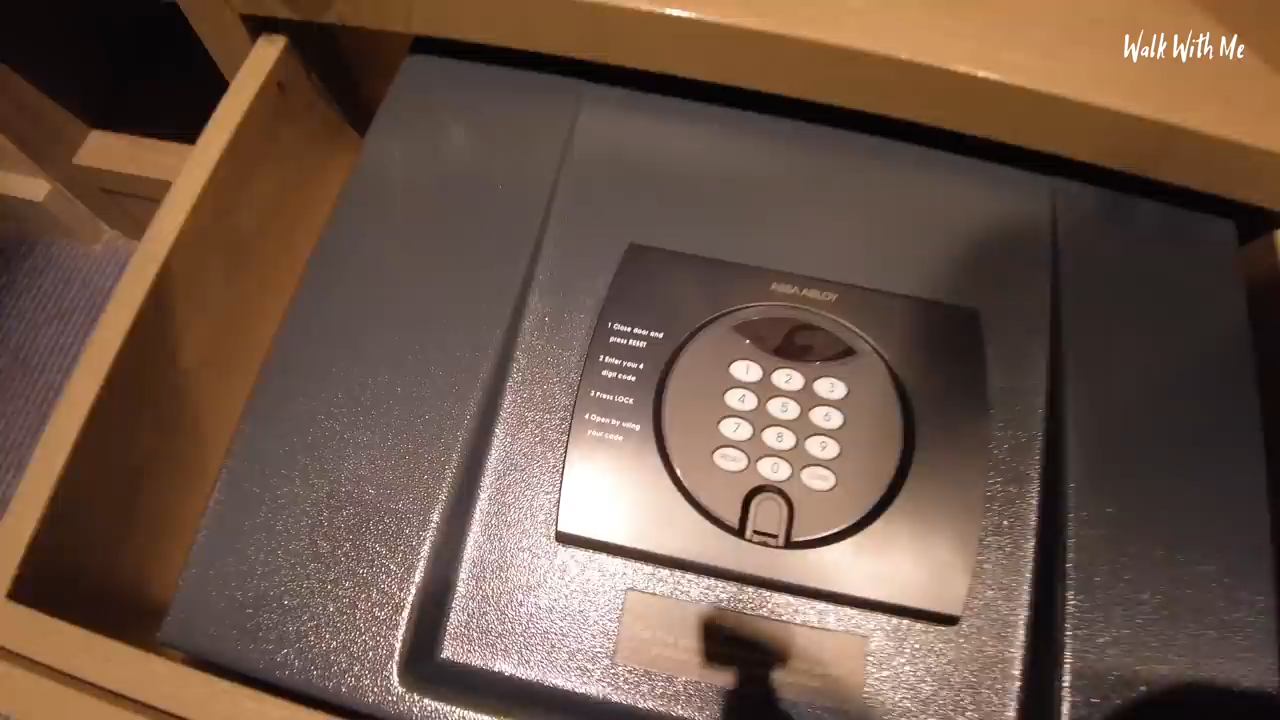 Walk With Me
ASSA ABLOY
1 Close door and
press RESET
2 Enter your 4
digit code
3 Press LOCK
4 Open by using
your code
1 2 3
4 5 6
7 8 9
0